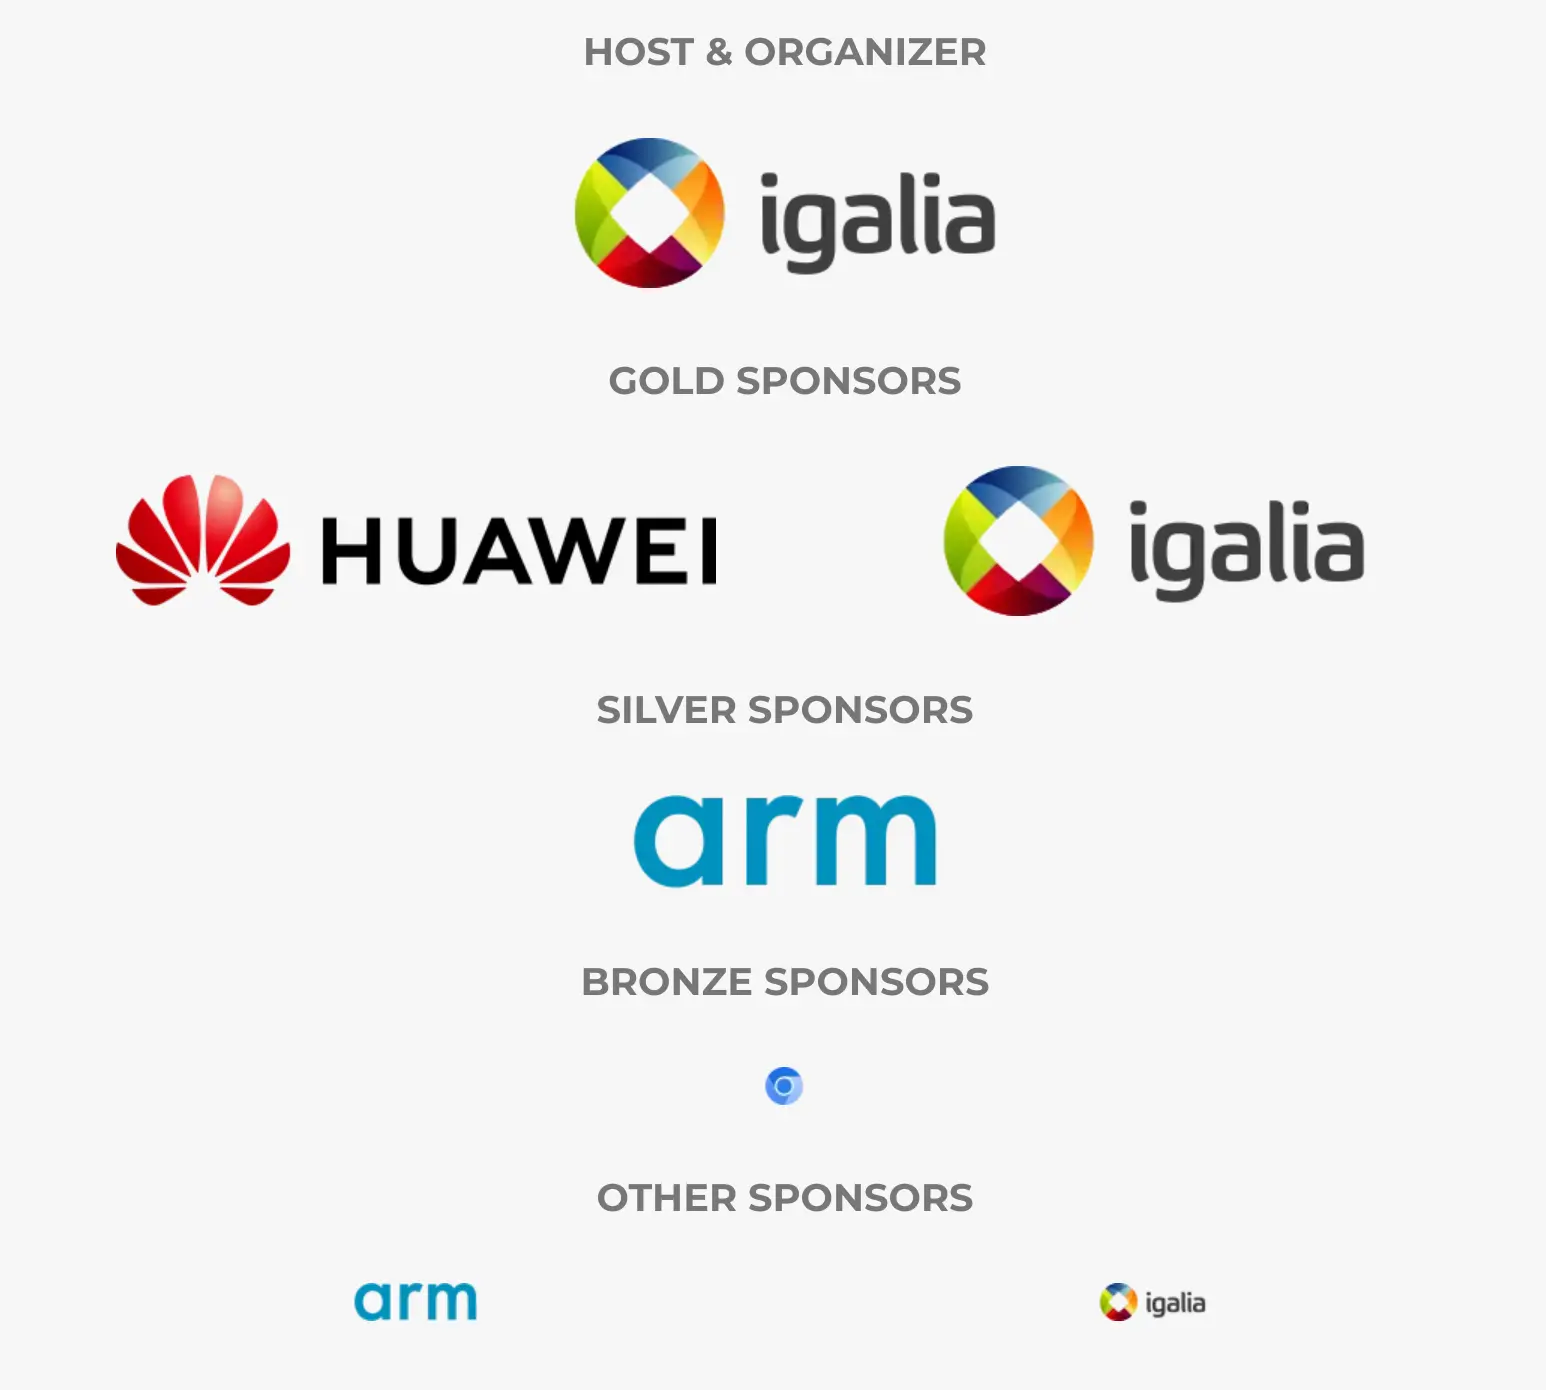 HOST & ORGANIZER
igalia
GOLD SPONSORS
HUAWEI
igalia
SILVER SPONSORS
arm
BRONZE SPONSORS
OTHER SPONSORS
arm
igalia